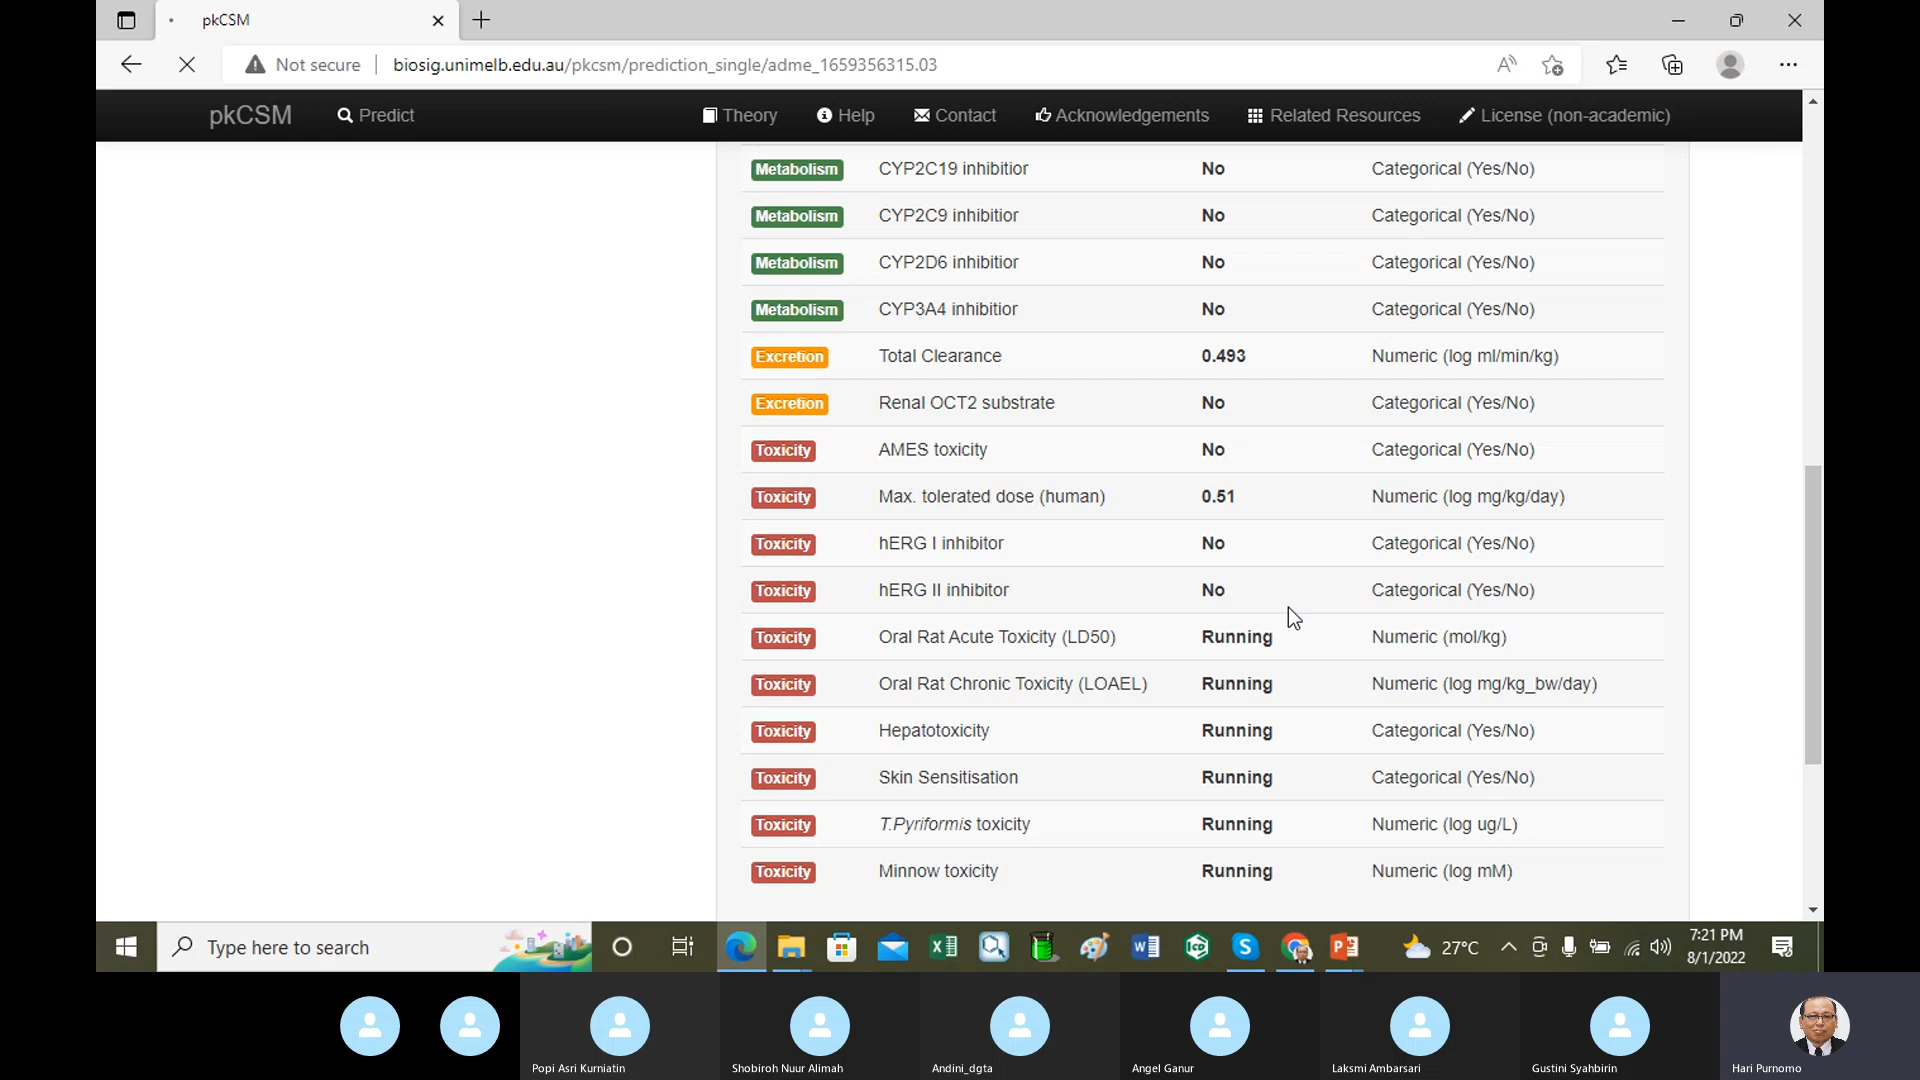 pkCSM
Not secure
biosig.unimelb.edu.au/pkcsm/prediction_single/adme_1659356315.03
pkCSM Predict Theory Help Contact Acknowledgements Related Resources License (non-academic)
Metabolism CYP2C19 inhibitior No Categorical (Yes/No)
Metabolism CYP2C9 inhibitior No Categorical (Yes/No)
Metabolism CYP2D6 inhibitior No Categorical (Yes/No)
Metabolism CYP3A4 inhibitior No Categorical (Yes/No)
Excretion Total Clearance 0.493 Numeric (log ml/min/kg)
Excretion Renal OCT2 substrate No Categorical (Yes/No)
Toxicity AMES toxicity No Categorical (Yes/No)
Toxicity Max. tolerated dose (human) 0.51 Numeric (log mg/kg/day)
Toxicity hERG I inhibitor No Categorical (Yes/No)
Toxicity hERG II inhibitor No Categorical (Yes/No)
Toxicity Oral Rat Acute Toxicity (LD50) Running Numeric (mol/kg)
Toxicity Oral Rat Chronic Toxicity (LOAEL) Running Numeric (log mg/kg_bw/day)
Toxicity Hepatotoxicity Running Categorical (Yes/No)
Toxicity Skin Sensitisation Running Categorical (Yes/No)
Toxicity T.Pyriformis toxicity Running Numeric (log ug/L)
Toxicity Minnow toxicity Running Numeric (log mM)
Type here to search
27°C
7:21 PM
8/1/2022
Popi Asri Kurniatin
Shobiroh Nuur Alimah
Andini_dgta
Angel Ganur
Laksmi Ambarsari
Gustini Syahbirin
Hari Purnomo